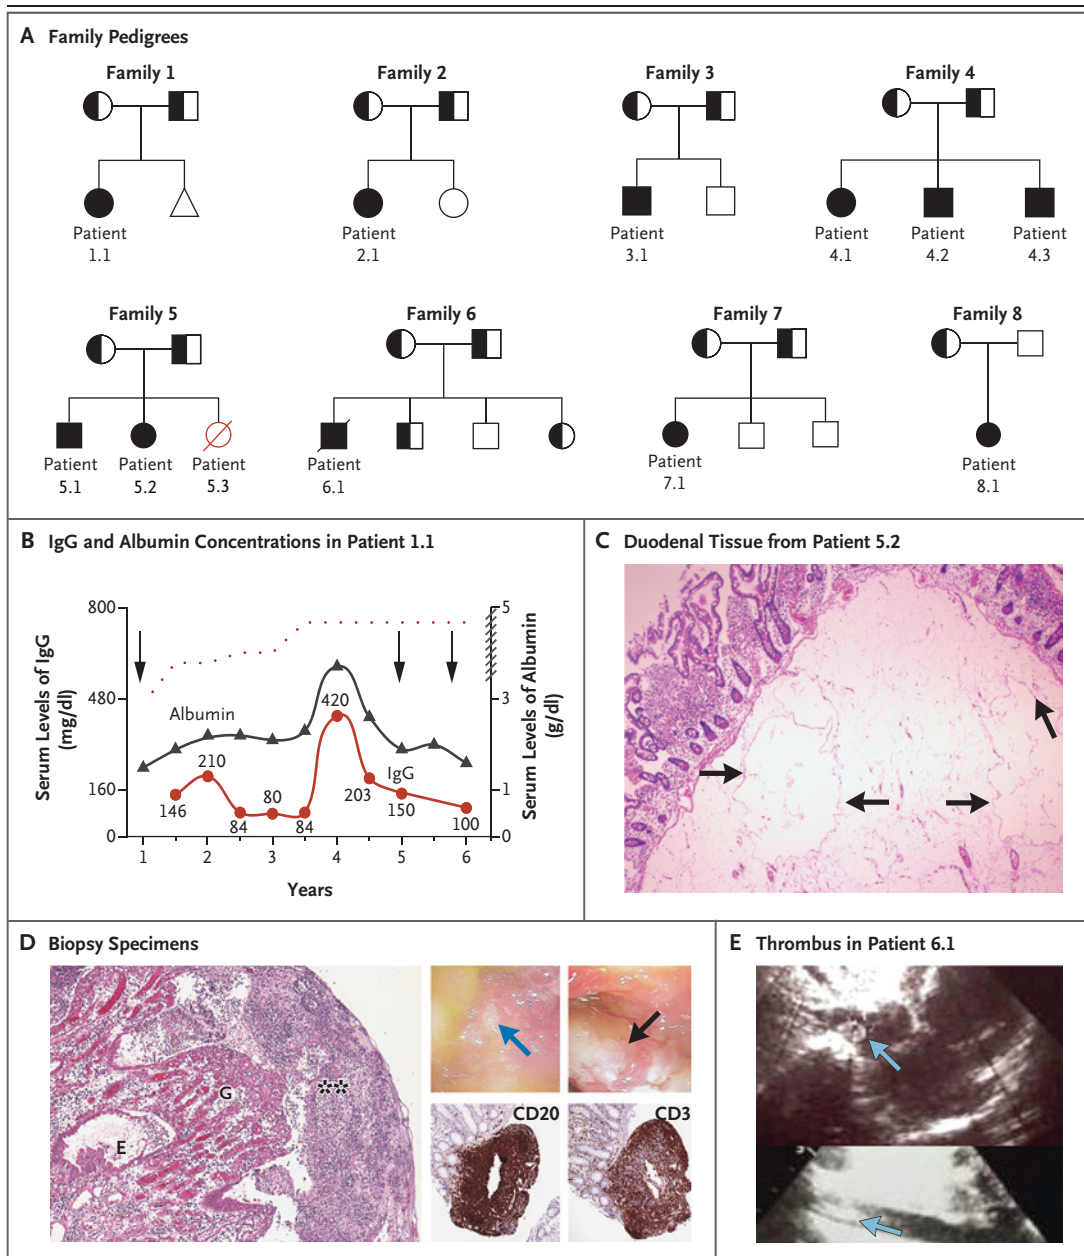 A Family Pedigrees
Family 1
Family 2
Family 3
Family 4
Patient
1.1
Patient
2.1
Patient
3.1
Patient
4.1
Patient
4.2
Patient
4.3
Family 5
Family 6
Family 7
Family 8
Patient
5.1
Patient
5.2
Patient
5.3
Patient
6.1
Patient
7.1
Patient
8.1
B IgG and Albumin Concentrations in Patient 1.1
Serum Levels of IgG
(mg/dl)
800
480
160
0
Albumin
IgG
146
210
84
80
84
420
203
150
100
5
3
1
0
Serum Levels of Albumin
(g/dl)
1 2 3 4 5 6
Years
C Duodenal Tissue from Patient 5.2
D Biopsy Specimens
G
**
E
CD20
CD3
E Thrombus in Patient 6.1